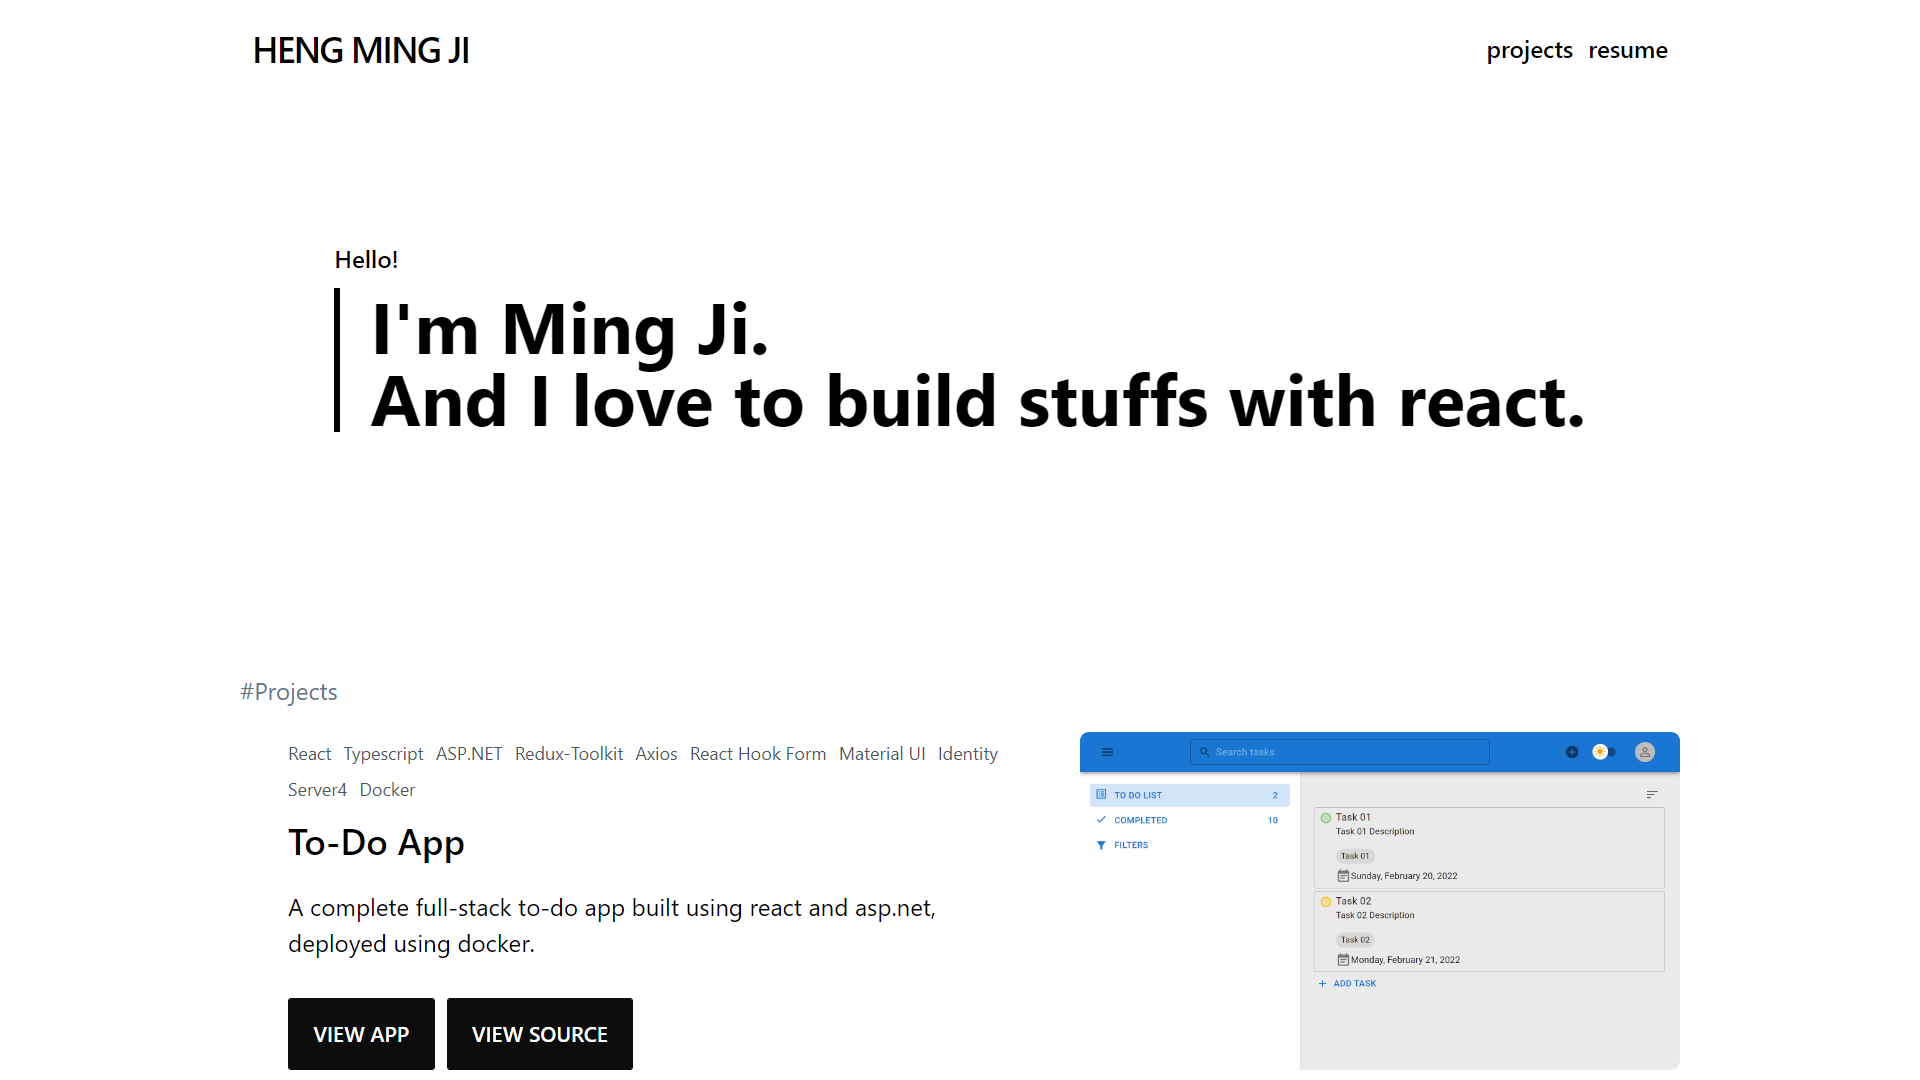 HENG MING JI
projects resume
Hello!
I'm Ming Ji.
And I love to build stuffs with react.
#Projects
React Typescript ASP.NET Redux-Toolkit Axios React Hook Form Material UI Identity
Server4 Docker
To-Do App
A complete full-stack to-do app built using react and asp.net,
deployed using docker.
VIEW APP VIEW SOURCE
Search tasks
TO DO LIST 2
COMPLETED 10
FILTERS
Task 01
Task 01 Description
Task 01
Sunday, February 20, 2022
Task 02
Task 02 Description
Task 02
Monday, February 21, 2022
ADD TASK